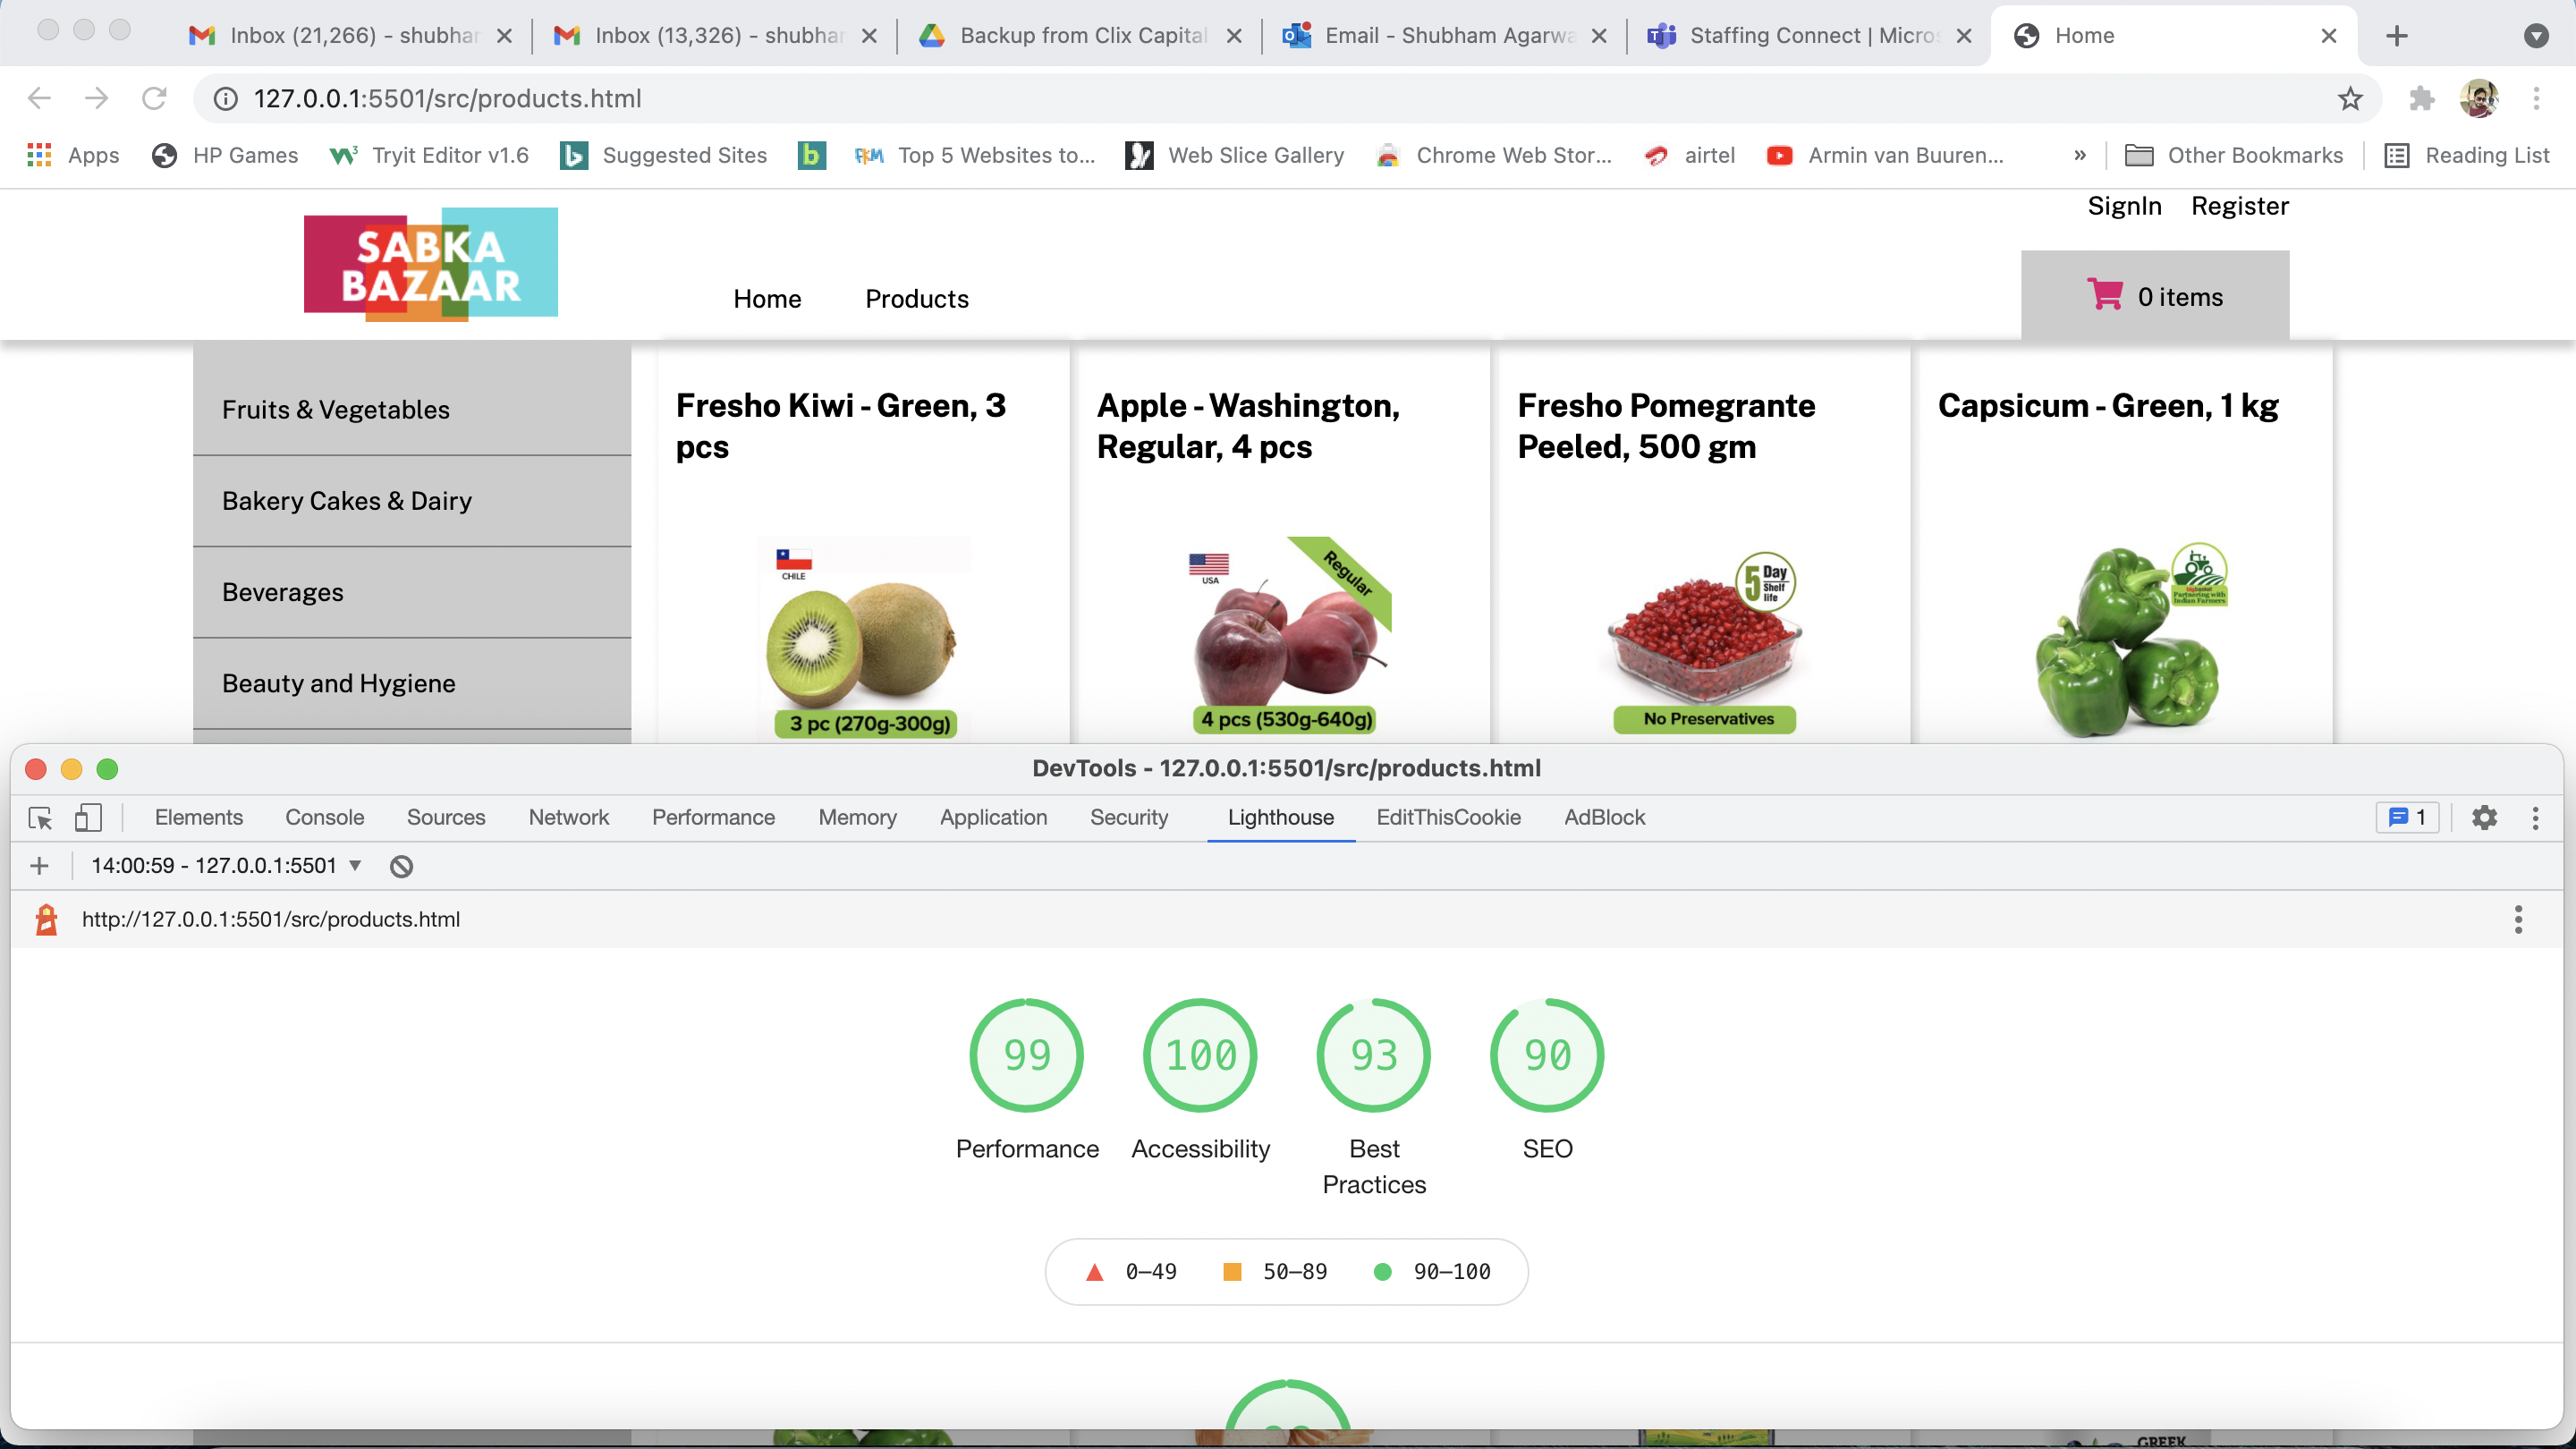 Inbox (21,266) - shubhar
Inbox (13,326) - shubhar
Backup from Clix Capital
Email - Shubham Agarwa
Staffing Connect | Micros
Home
127.0.0.1:5501/src/products.html
Apps
HP Games
Tryit Editor v1.6
Suggested Sites
Top 5 Websites to...
Web Slice Gallery
Chrome Web Stor...
airtel
Armin van Buuren...
»
Other Bookmarks
Reading List
SignIn Register
SABKA
BAZAAR
Home Products
0 items
Fruits & Vegetables
Bakery Cakes & Dairy
Beverages
Beauty and Hygiene
Fresho Kiwi - Green, 3
pcs
CHILE
3 pc (270g-300g)
Apple - Washington,
Regular, 4 pcs
USA
Regular
4 pcs (530g-640g)
Fresho Pomegrante
Peeled, 500 gm
5 Day
Shelf
life
No Preservatives
Capsicum - Green, 1 kg
bigbasket
Partnering with
Indian Farmers
DevTools - 127.0.0.1:5501/src/products.html
Elements Console Sources Network Performance Memory Application Security Lighthouse EditThisCookie AdBlock
1
14:00:59 - 127.0.0.1:5501
http://127.0.0.1:5501/src/products.html
99 100 93 90
Performance Accessibility Best
Practices
SEO
0–49 50–89 90–100
GREEK